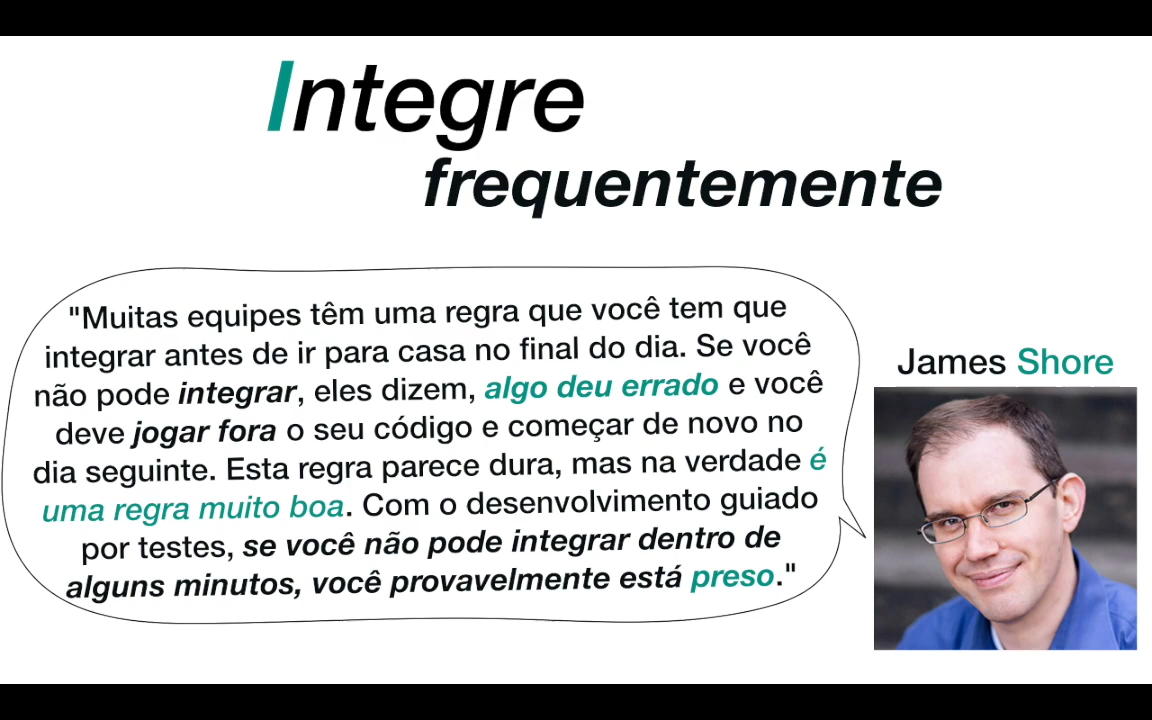 Integre
frequentemente
"Muitas equipes têm uma regra que você tem que
integrar antes de ir para casa no final do dia. Se você
não pode integrar, eles dizem, algo deu errado e você
deve jogar fora o seu código e começar de novo no
dia seguinte. Esta regra parece dura, mas na verdade é
uma regra muito boa. Com o desenvolvimento guiado
por testes, se você não pode integrar dentro de
alguns minutos, você provavelmente está preso."
James Shore